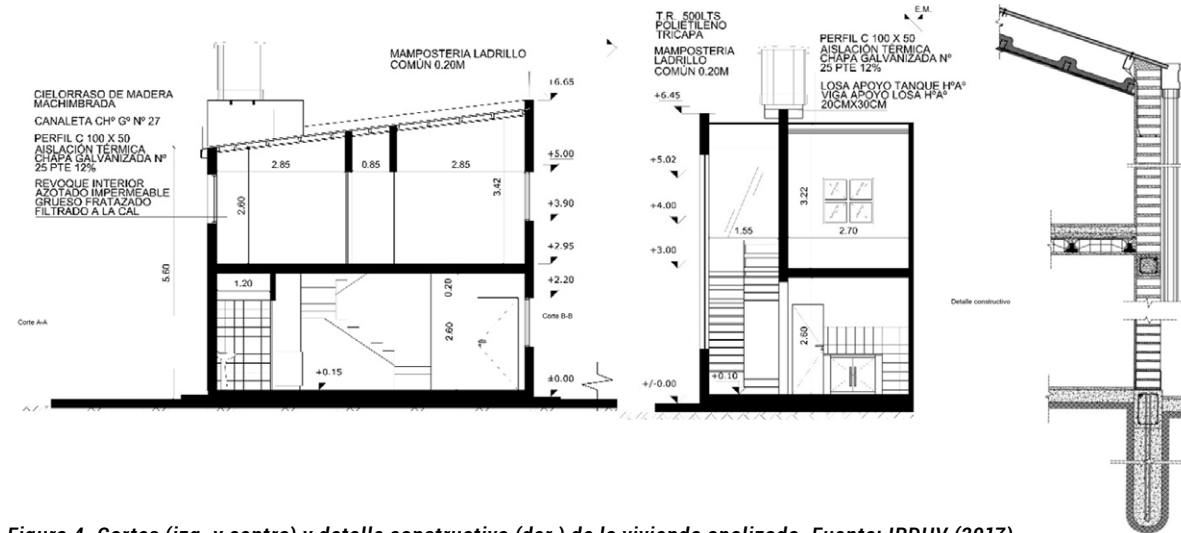 CIELORRASO DE MADERA
MACHIMBRADA
CANALETA CHº Gº Nº 27
PERFIL C 100 X 50
AISLACIÓN TÉRMICA
CHAPA GALVANIZADA Nº
25 PTE 12%
REVOQUE INTERIOR
AZOTADO IMPERMEABLE
GRUESO FRATAZADO
FILTRADO A LA CAL
MAMPOSTERIA LADRILLO
COMÚN 0.20M
+6.65
+5.00
+3.90
+2.95
+2.20
±0.00
2.85
0.85
2.85
2.60
3.42
5.60
1.20
0.20
2.60
+0.15
Corte A-A
Corte B-B
T.R. 500LTS
POLIETILENO
TRICAPA
MAMPOSTERIA
LADRILLO
COMÚN 0.20M
E.M.
PERFIL C 100 X 50
AISLACIÓN TÉRMICA
CHAPA GALVANIZADA Nº
25 PTE 12%
LOSA APOYO TANQUE HºAº
VIGA APOYO LOSA HºAº
20CMX30CM
+6.45
+5.02
+4.00
+3.00
+/-0.00
3.22
1.55
2.70
2.60
+0.10
Detalle constructivo
Figura 4. Cortes (izq. y centro) y detalle constructivo (der.) de la vivienda analizada. Fuente: IPDUV (2017)